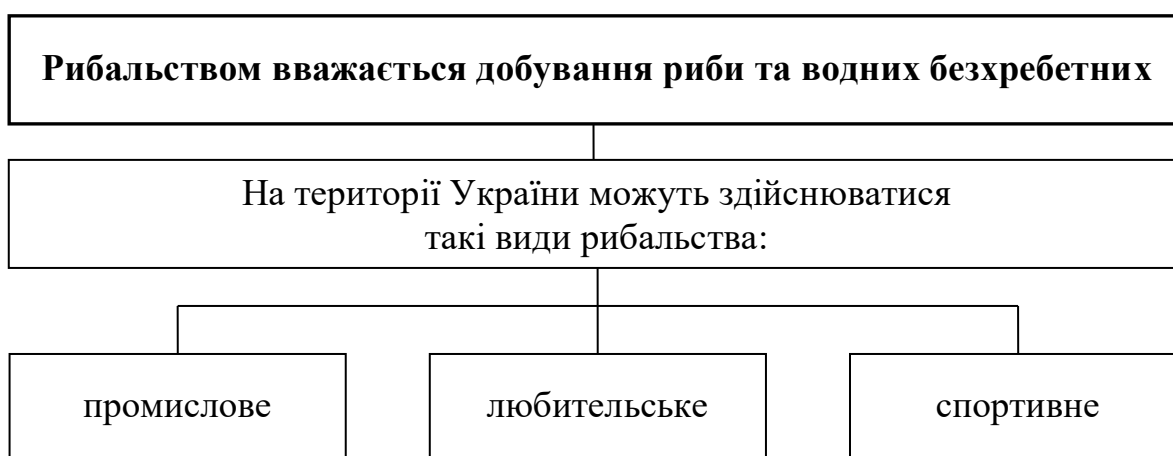 Рибальством вважається добування риби та водних безхребетних
На території України можуть здійснюватися
такі види рибальства:
промислове
любительське
спортивне